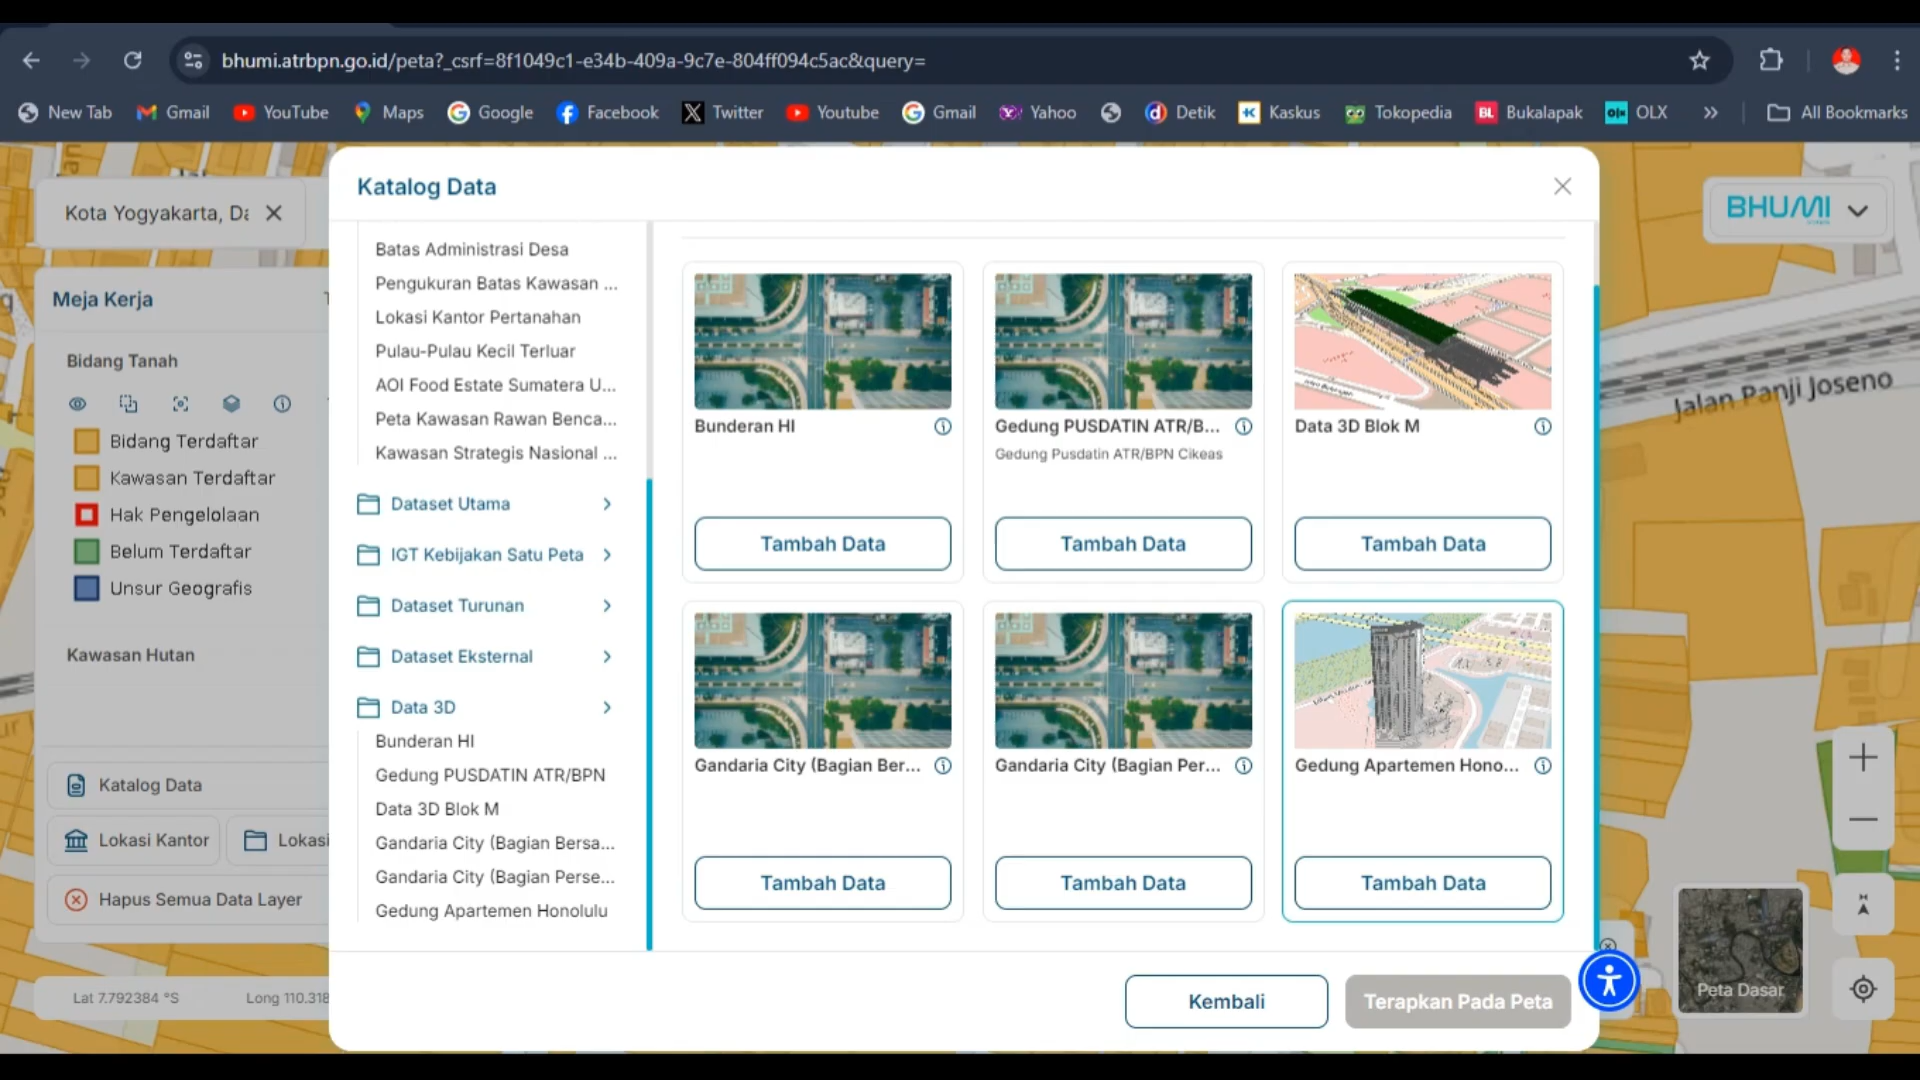 bhumi.atrbpn.go.id/peta?_csrf=8f1049c1-e34b-409a-9c7e-804ff094c5ac&query=
New Tab
Gmail
YouTube
Maps
Google
Facebook
Twitter
Youtube
Gmail
Yahoo
Detik
Kaskus
Tokopedia
Bukalapak
OLX
All Bookmarks
Kota Yogyakarta, Da
Meja Kerja
Bidang Tanah
Bidang Terdaftar
Kawasan Terdaftar
Hak Pengelolaan
Belum Terdaftar
Unsur Geografis
Kawasan Hutan
Katalog Data
Lokasi Kantor
Lokasi
Hapus Semua Data Layer
Lat 7.792384 °S
Long 110.318
Katalog Data
Batas Administrasi Desa
Pengukuran Batas Kawasan ...
Lokasi Kantor Pertanahan
Pulau-Pulau Kecil Terluar
AOI Food Estate Sumatera U...
Peta Kawasan Rawan Benca...
Kawasan Strategis Nasional ...
Dataset Utama
IGT Kebijakan Satu Peta
Dataset Turunan
Dataset Eksternal
Data 3D
Bunderan HI
Gedung PUSDATIN ATR/BPN
Data 3D Blok M
Gandaria City (Bagian Bersa...
Gandaria City (Bagian Perse...
Gedung Apartemen Honolulu
Bunderan HI
Tambah Data
Gedung PUSDATIN ATR/B...
Gedung Pusdatin ATR/BPN Cikeas
Tambah Data
Data 3D Blok M
Tambah Data
Gandaria City (Bagian Ber...
Tambah Data
Gandaria City (Bagian Per...
Tambah Data
Gedung Apartemen Hono...
Tambah Data
Kembali
Terapkan Pada Peta
BHUMI
Jalan Panji Joseno
Peta Dasar